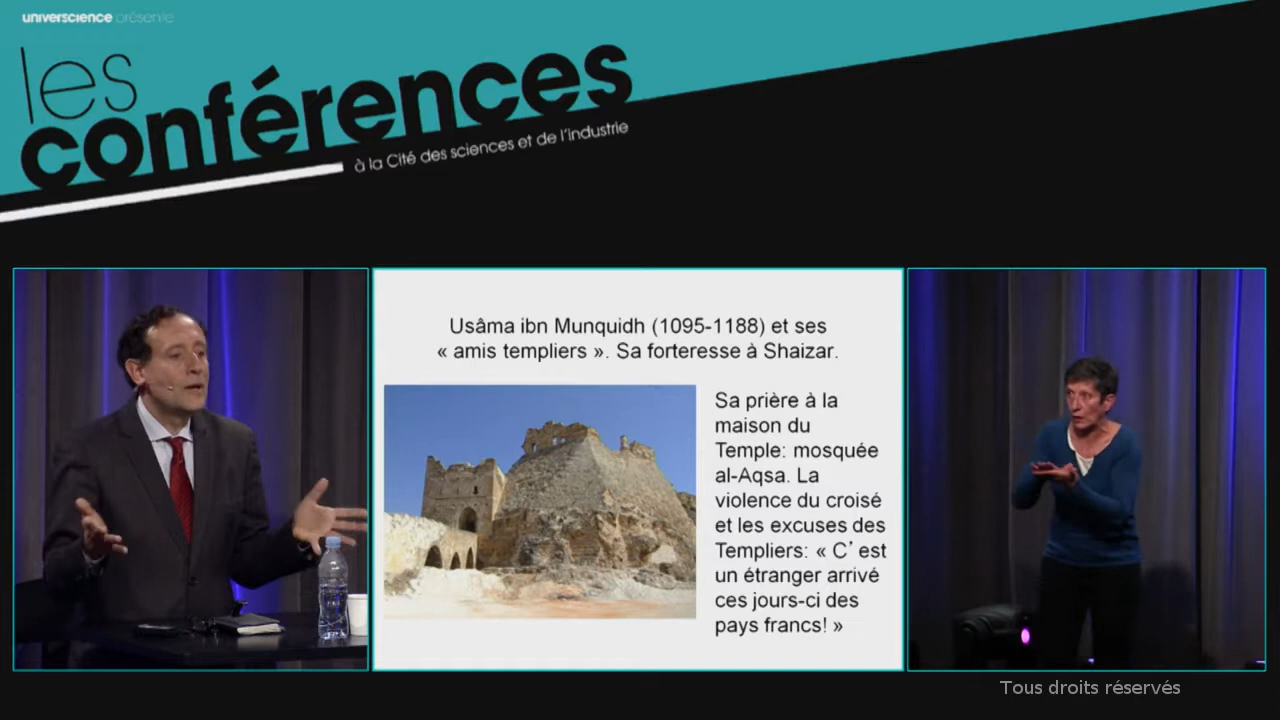 universcience présente
les
conférences
à la Cité des sciences et de l'industrie
Usâma ibn Munquidh (1095-1188) et ses
« amis templiers ». Sa forteresse à Shaizar.
Sa prière à la
maison du
Temple: mosquée
al-Aqsa. La
violence du croisé
et les excuses des
Templiers: « C’est
un étranger arrivé
ces jours-ci des
pays francs! »
Tous droits réservés